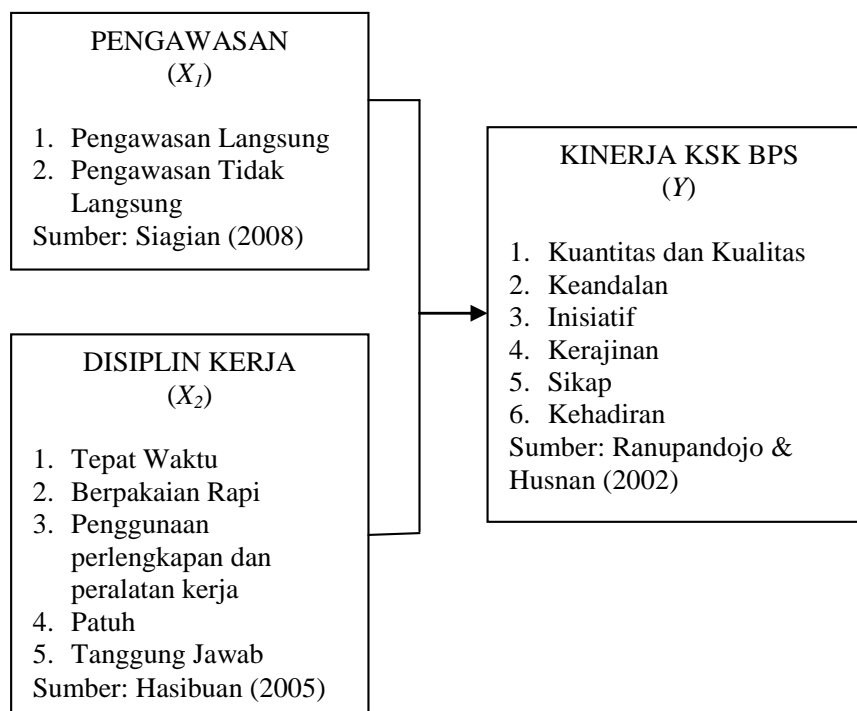 PENGAWASAN
(X1)
1. Pengawasan Langsung
2. Pengawasan Tidak
Langsung
Sumber: Siagian (2008)
DISIPLIN KERJA
(X2)
1. Tepat Waktu
2. Berpakaian Rapi
3. Penggunaan
perlengkapan dan
peralatan kerja
4. Patuh
5. Tanggung Jawab
Sumber: Hasibuan (2005)
KINERJA KSK BPS
(Y)
1. Kuantitas dan Kualitas
2. Keandalan
3. Inisiatif
4. Kerajinan
5. Sikap
6. Kehadiran
Sumber: Ranupandojo &
Husnan (2002)